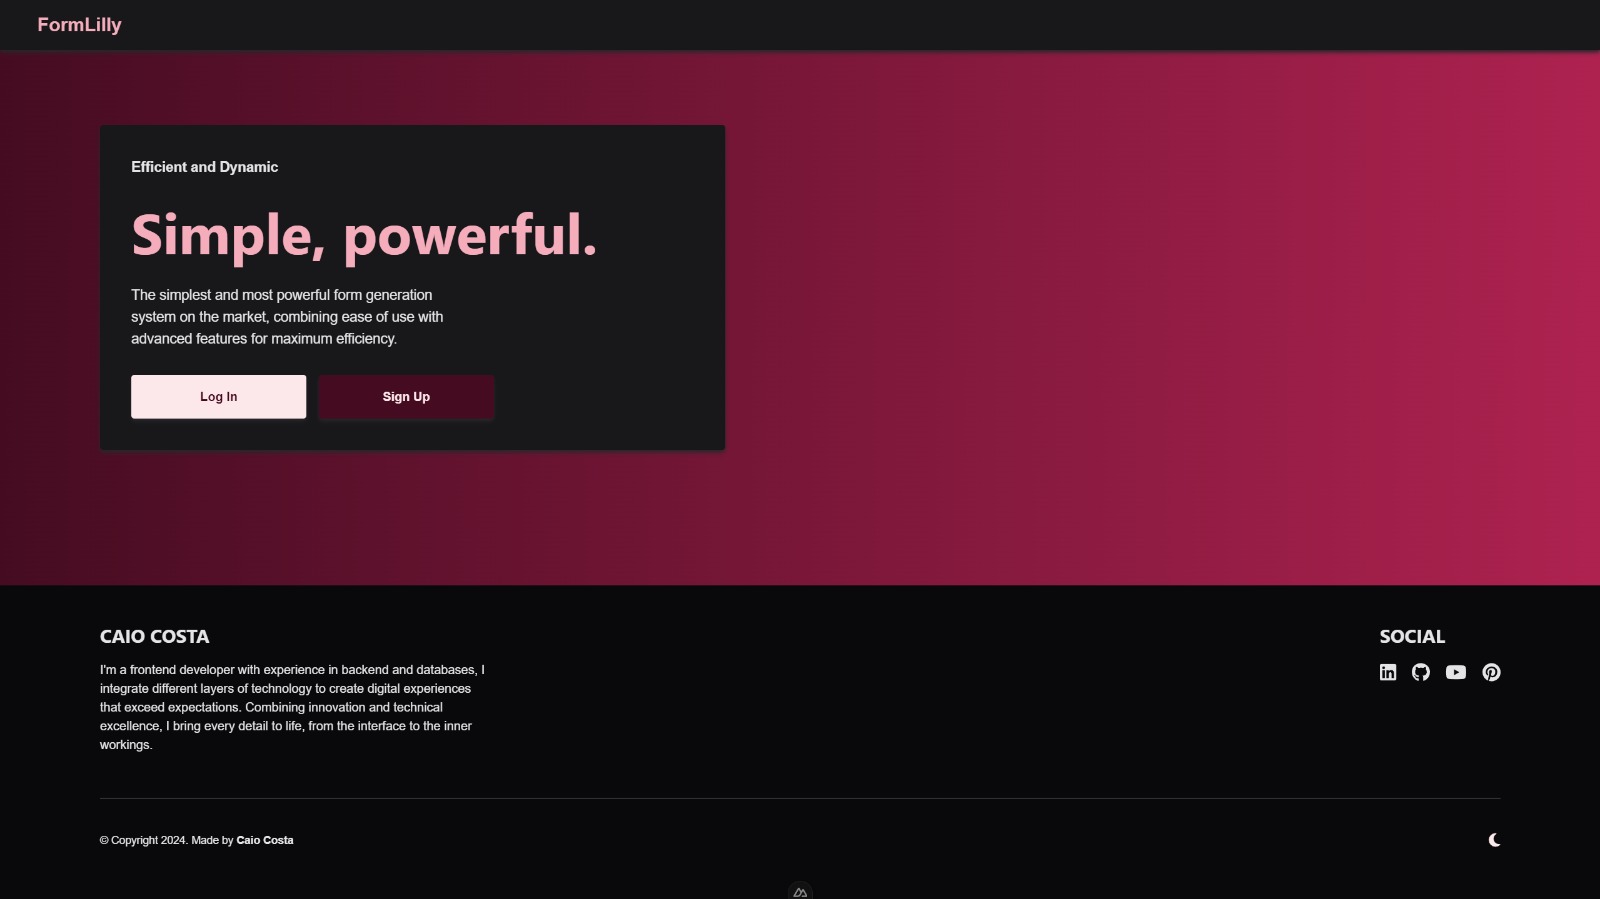 FormLilly
Efficient and Dynamic
Simple, powerful.
The simplest and most powerful form generation
system on the market, combining ease of use with
advanced features for maximum efficiency.
Log In
Sign Up
CAIO COSTA
I'm a frontend developer with experience in backend and databases, I
integrate different layers of technology to create digital experiences
that exceed expectations. Combining innovation and technical
excellence, I bring every detail to life, from the interface to the inner
workings.
SOCIAL
© Copyright 2024. Made by Caio Costa